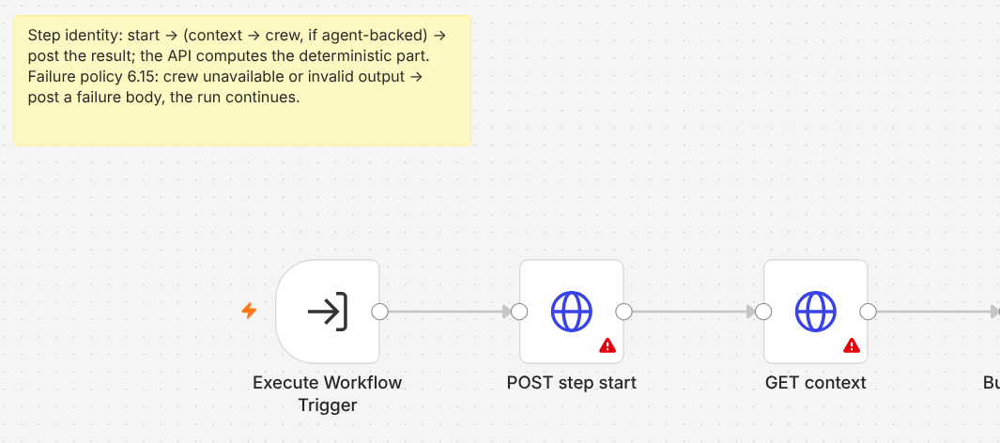 Step identity: start → (context → crew, if agent-backed) →
post the result; the API computes the deterministic part.
Failure policy 6.15: crew unavailable or invalid output →
post a failure body, the run continues.
Execute Workflow
Trigger
POST step start
GET context